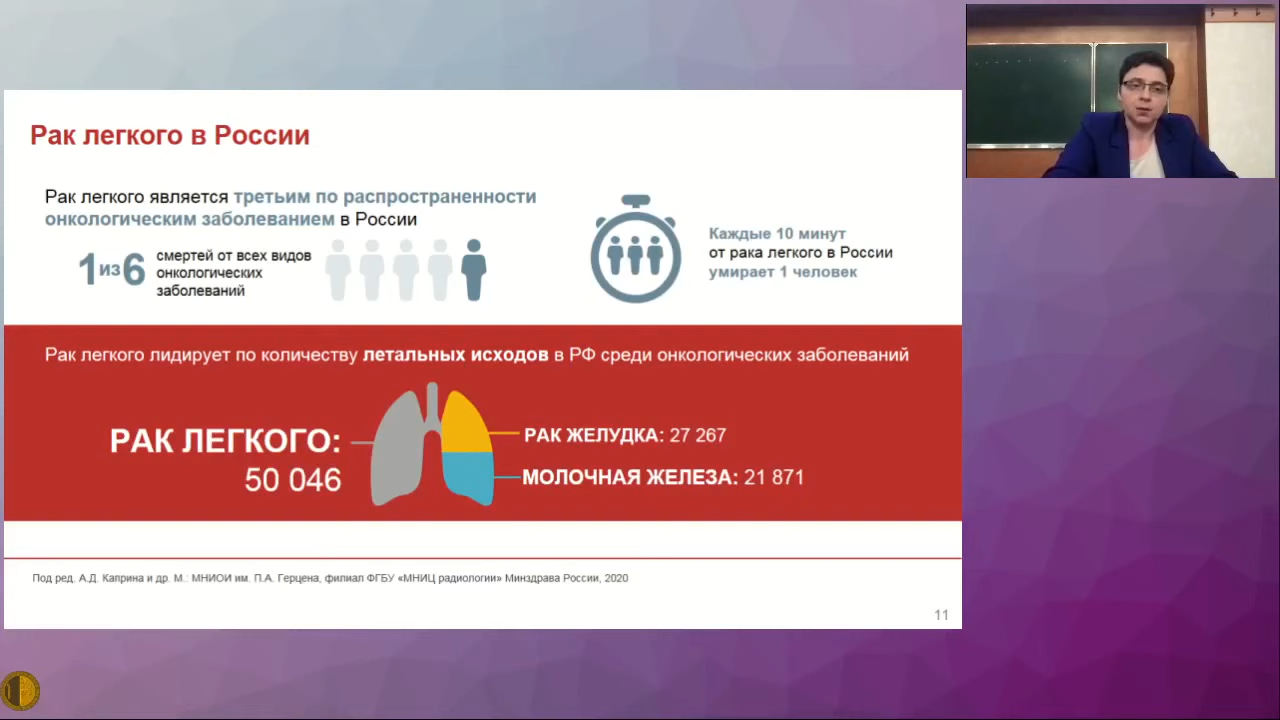 Рак легкого в России
Рак легкого является третьим по распространенности
онкологическим заболеванием в России
1 из 6
смертей от всех видов
онкологических
заболеваний
Каждые 10 минут
от рака легкого в России
умирает 1 человек
Рак легкого лидирует по количеству летальных исходов в РФ среди онкологических заболеваний
РАК ЛЕГКОГО:
50 046
РАК ЖЕЛУДКА: 27 267
МОЛОЧНАЯ ЖЕЛЕЗА: 21 871
Под ред. А.Д. Каприна и др. М.: МНИОИ им. П.А. Герцена, филиал ФГБУ «МНИЦ радиологии» Минздрава России, 2020
11